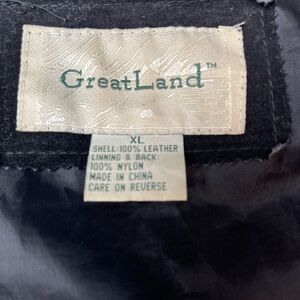 GreatLand™
XL
SHELL:100% LEATHER
LINNING & BACK:
100% NYLON
MADE IN CHINA
CARE ON REVERSE